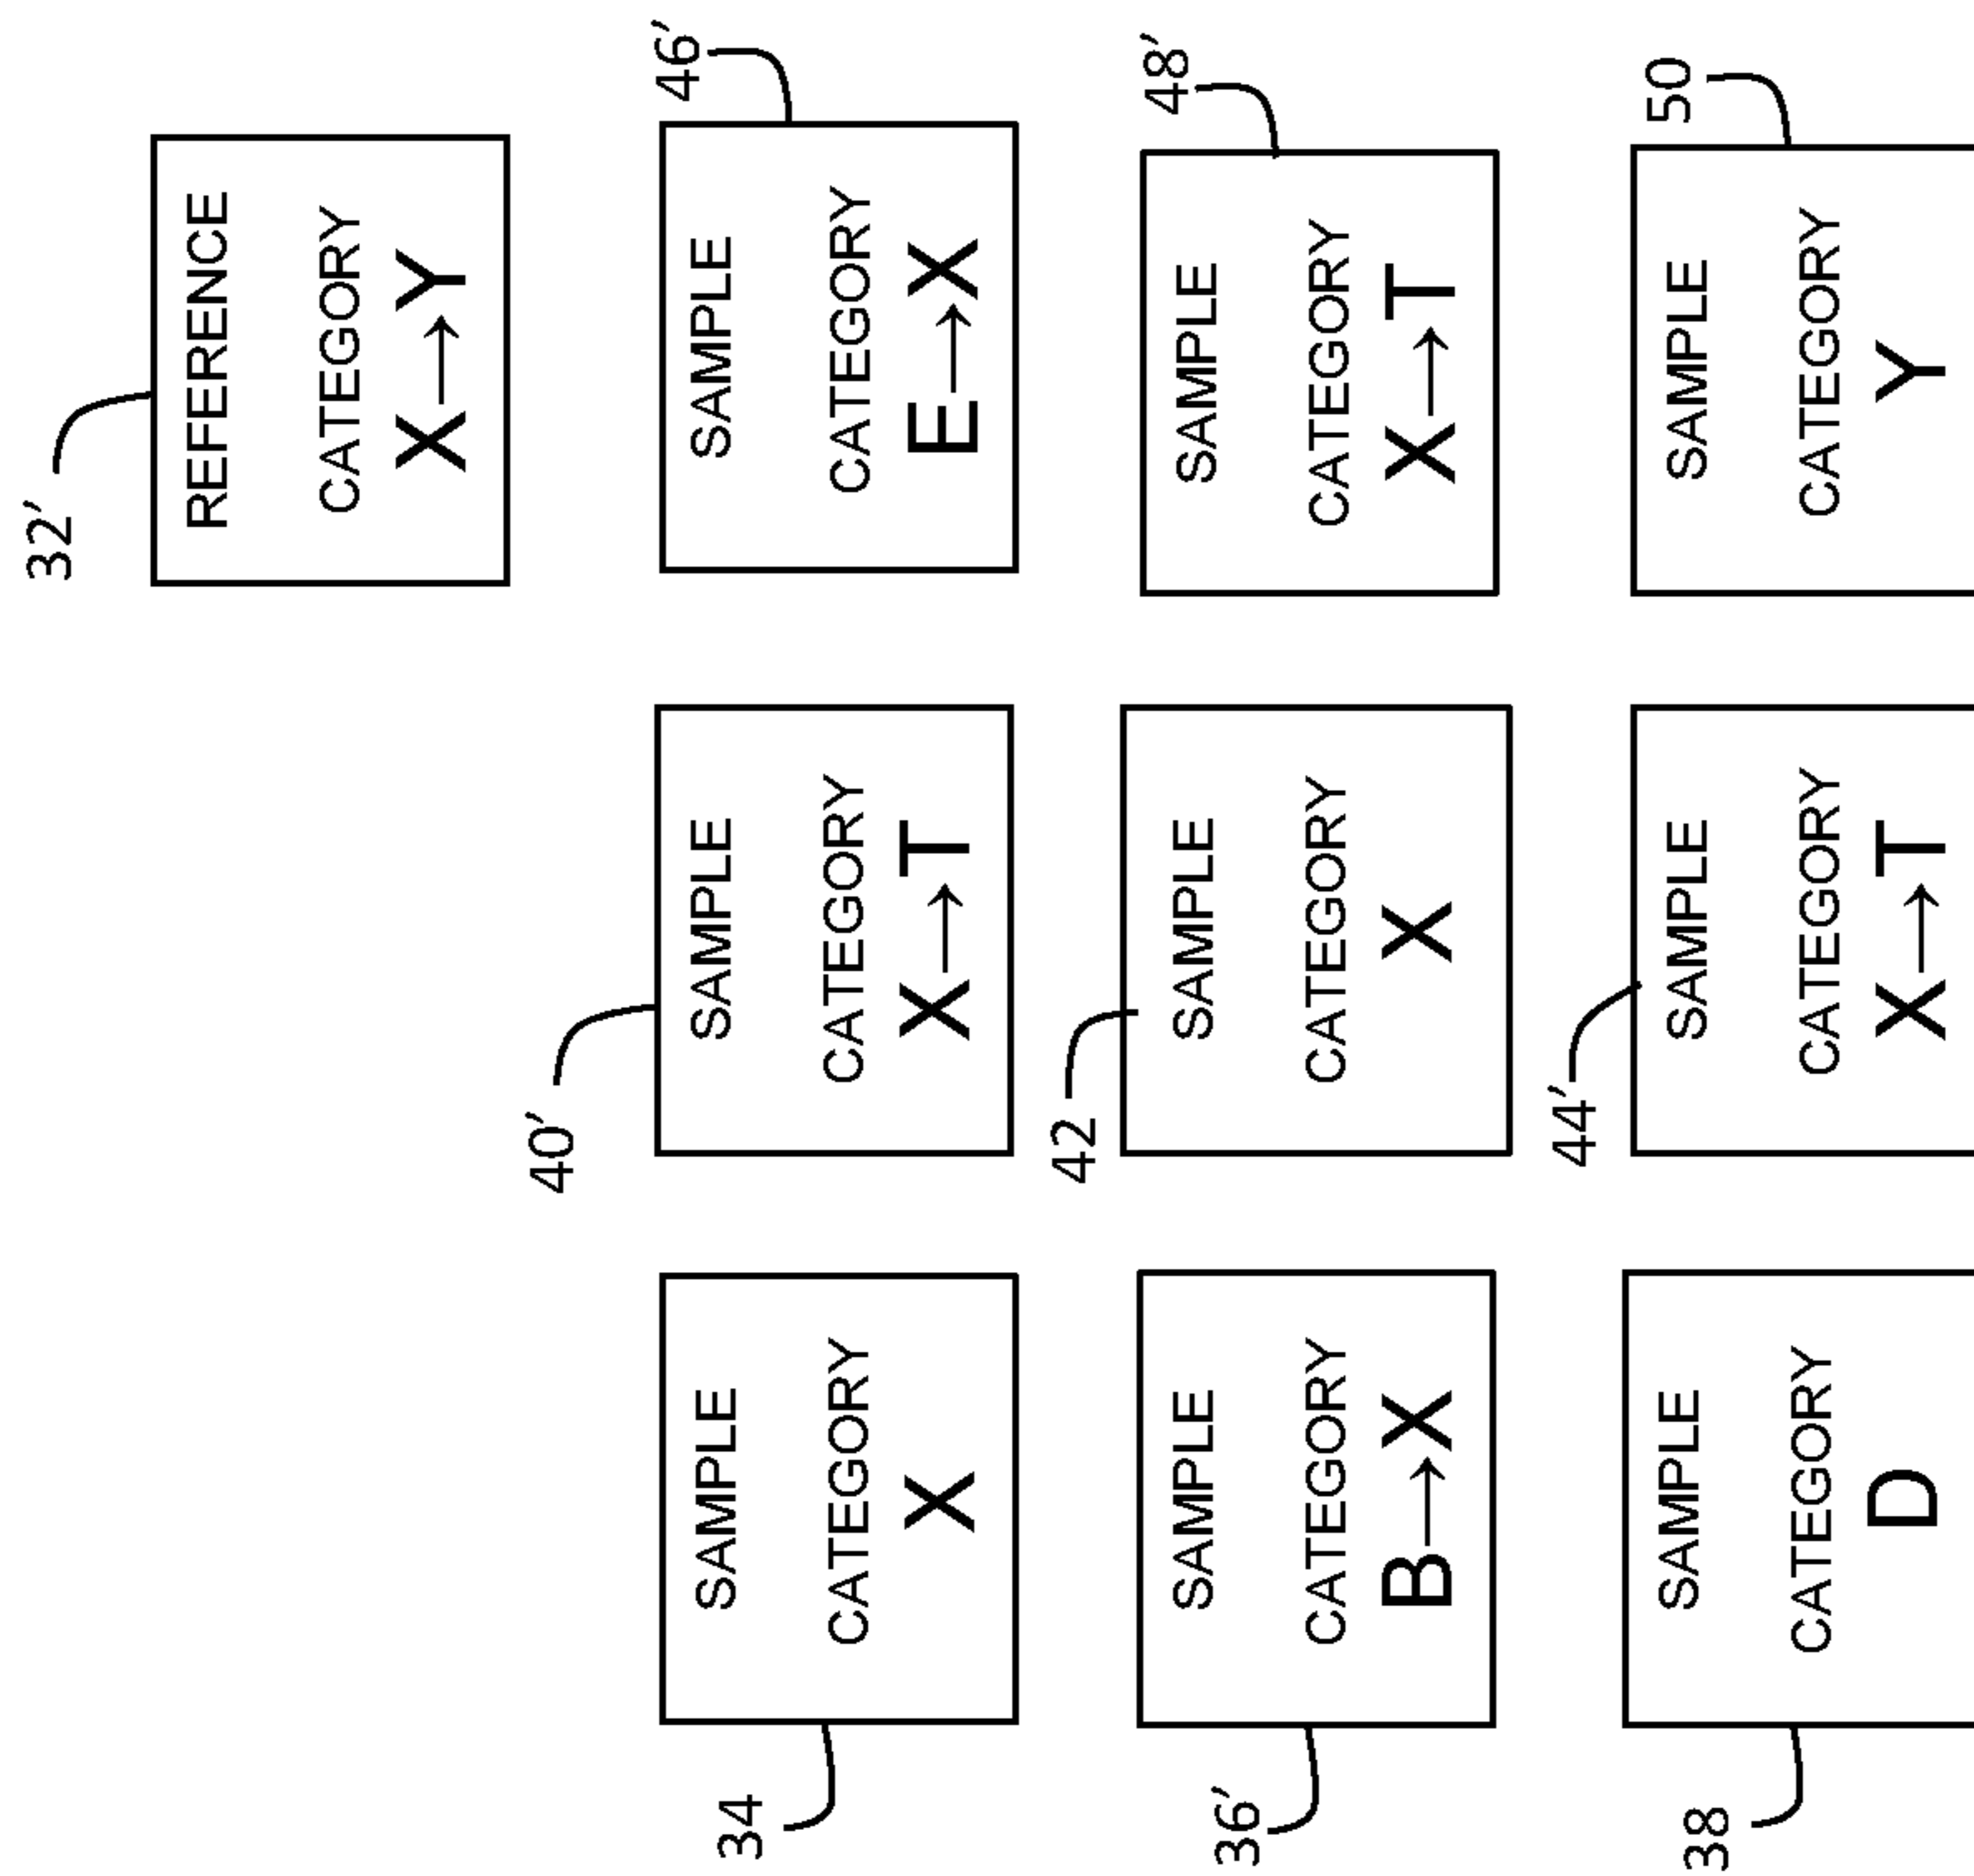 32'
REFERENCE
CATEGORY
X→Y
34
SAMPLE
CATEGORY
X
40'
SAMPLE
CATEGORY
X→T
46'
SAMPLE
CATEGORY
E→X
36'
SAMPLE
CATEGORY
B→X
42
SAMPLE
CATEGORY
X
48'
SAMPLE
CATEGORY
X→T
38
SAMPLE
CATEGORY
D
44'
SAMPLE
CATEGORY
X→T
50
SAMPLE
CATEGORY
Y